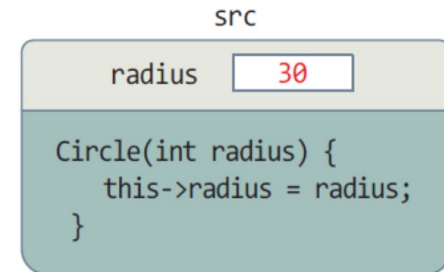 src
radius 30
Circle(int radius) {
this->radius = radius;
}